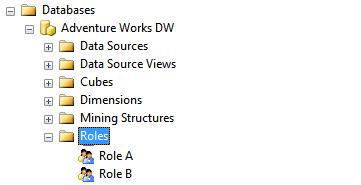 Databases
Adventure Works DW
Data Sources
Data Source Views
Cubes
Dimensions
Mining Structures
Roles
Role A
Role B